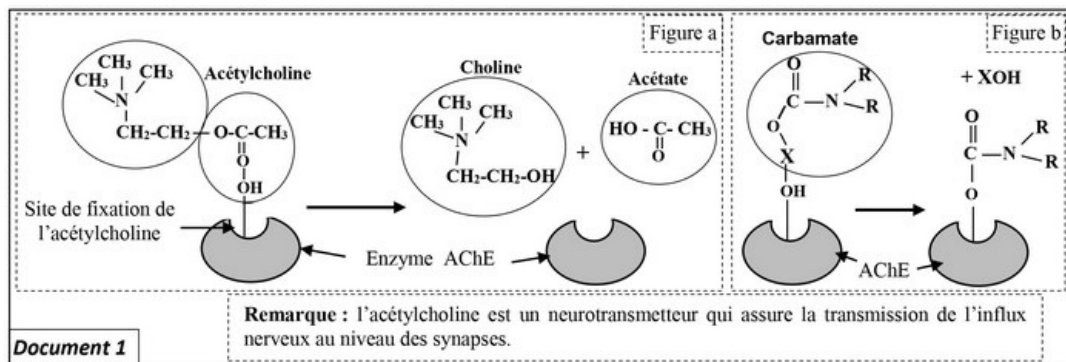 Figure a
Figure b
Acétylcholine
CH₃
CH₃
CH₃
N
CH₂-CH₂-O-C-CH₃
O
OH
Site de fixation de
l'acétylcholine
Choline
CH₃
CH₃
CH₃
N
CH₂-CH₂-OH
+
Acétate
HO - C - CH₃
O
Enzyme AChE
Carbamate
O
C
N
R
R
O
X
OH
+ XOH
O
C
N
R
R
O
AChE
Remarque : l'acétylcholine est un neurotransmetteur qui assure la transmission de l'influx
nerveux au niveau des synapses.
Document 1